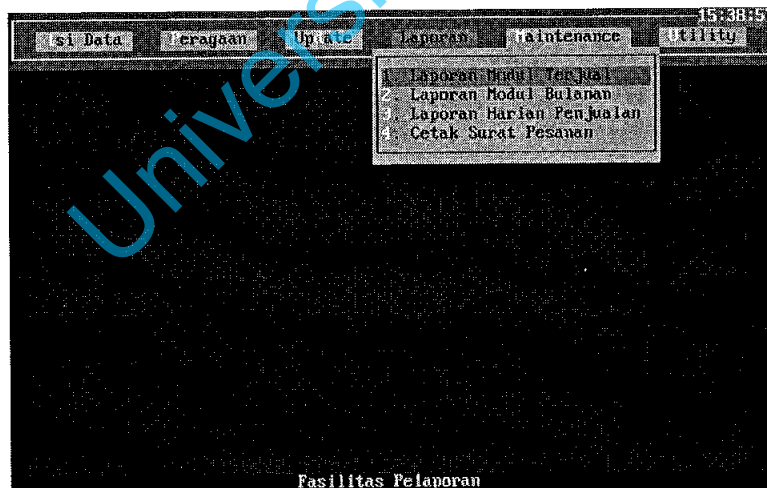 15:38:5
Isi Data Peragaan Update Laporan Maintenance Utility
1. Laporan Modul Terjual
2. Laporan Modul Bulanan
3. Laporan Harian Penjualan
4. Cetak Surat Pesanan
Univers
Fasilitas Pelaporan